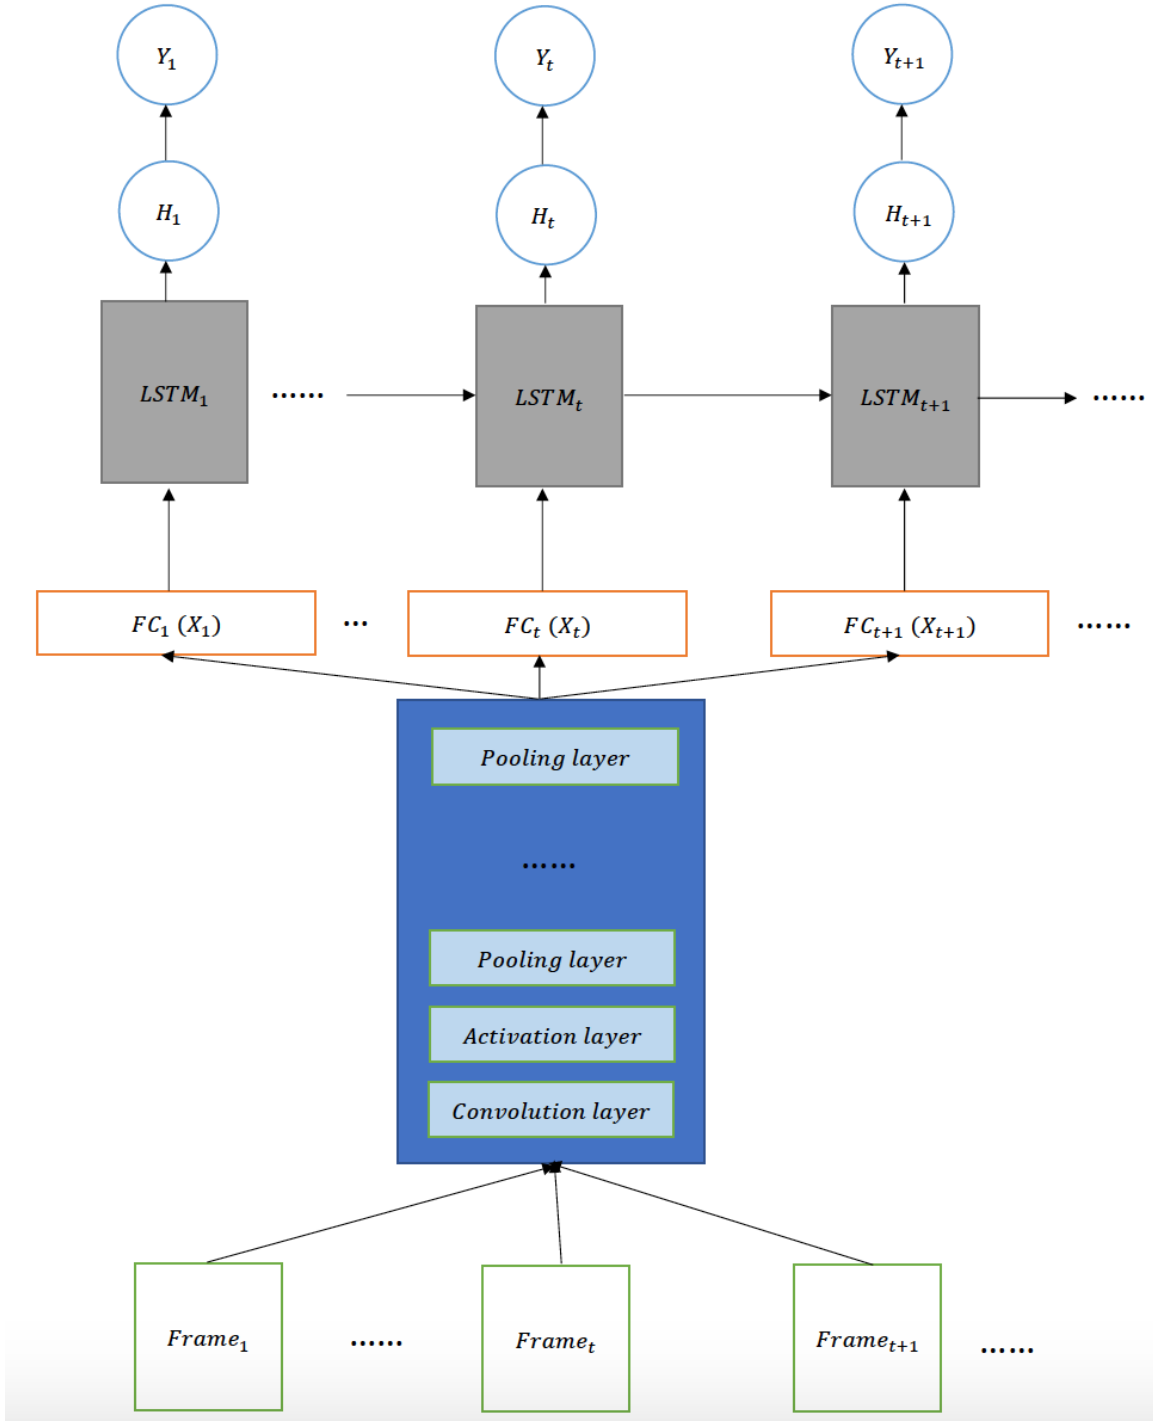 Y₁ Yₜ Yₜ₊₁
H₁ Hₜ Hₜ₊₁
LSTM₁ ...... LSTMₜ LSTMₜ₊₁ ......
FC₁ (X₁) ... FCₜ (Xₜ) FCₜ₊₁ (Xₜ₊₁) ......
Pooling layer
......
Pooling layer
Activation layer
Convolution layer
Frame₁ ...... Frameₜ Frameₜ₊₁ ......